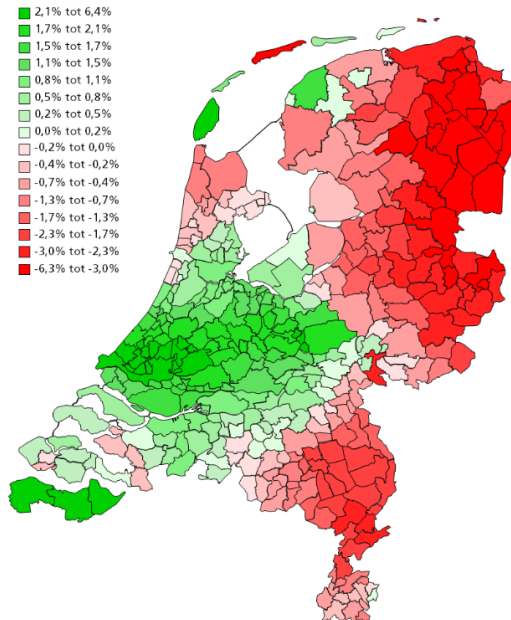 2,1% tot 6,4%
1,7% tot 2,1%
1,5% tot 1,7%
1,1% tot 1,5%
0,8% tot 1,1%
0,5% tot 0,8%
0,2% tot 0,5%
0,0% tot 0,2%
-0,2% tot 0,0%
-0,4% tot -0,2%
-0,7% tot -0,4%
-1,3% tot -0,7%
-1,7% tot -1,3%
-2,3% tot -1,7%
-3,0% tot -2,3%
-6,3% tot -3,0%